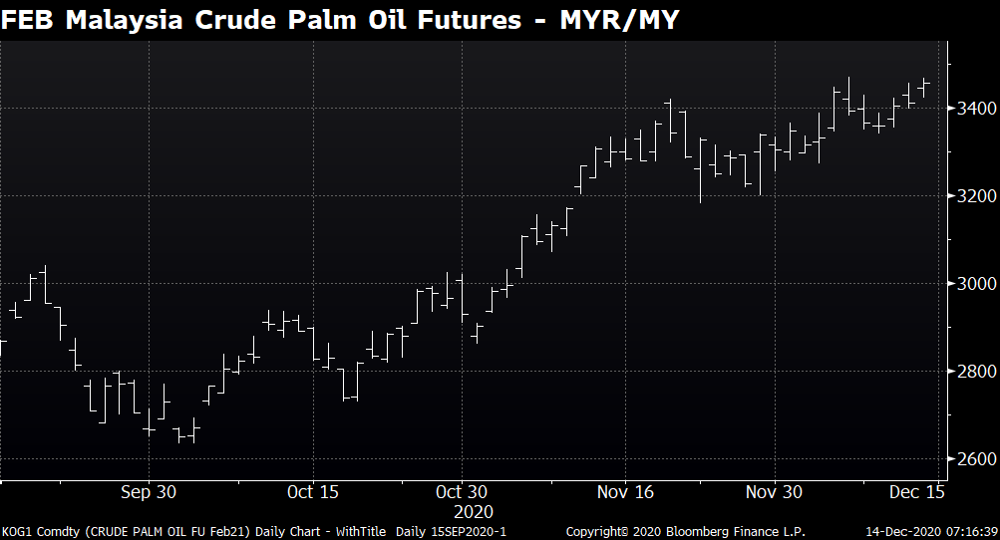 FEB Malaysia Crude Palm Oil Futures - MYR/MY
3400
3200
3000
2800
2600
Sep 30 Oct 15 Oct 30 Nov 16 Nov 30 Dec 15
2020
KOG1 Comdty (CRUDE PALM OIL FU Feb21) Daily Chart - WithTitle Daily 15SEP2020-1 Copyright© 2020 Bloomberg Finance L.P. 14-Dec-2020 07:16:39